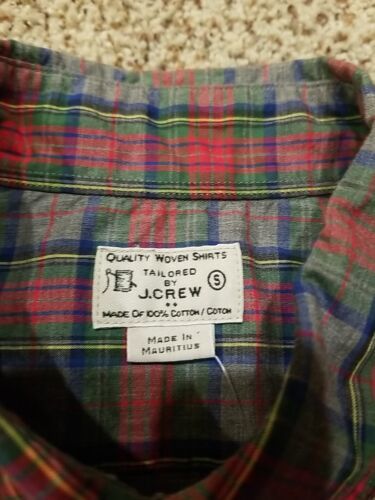 QUALITY WOVEN SHIRTS
TAILORED
BY
J.CREW
S
MADE OF 100% COTTON / COTON
MADE IN
MAURITIUS